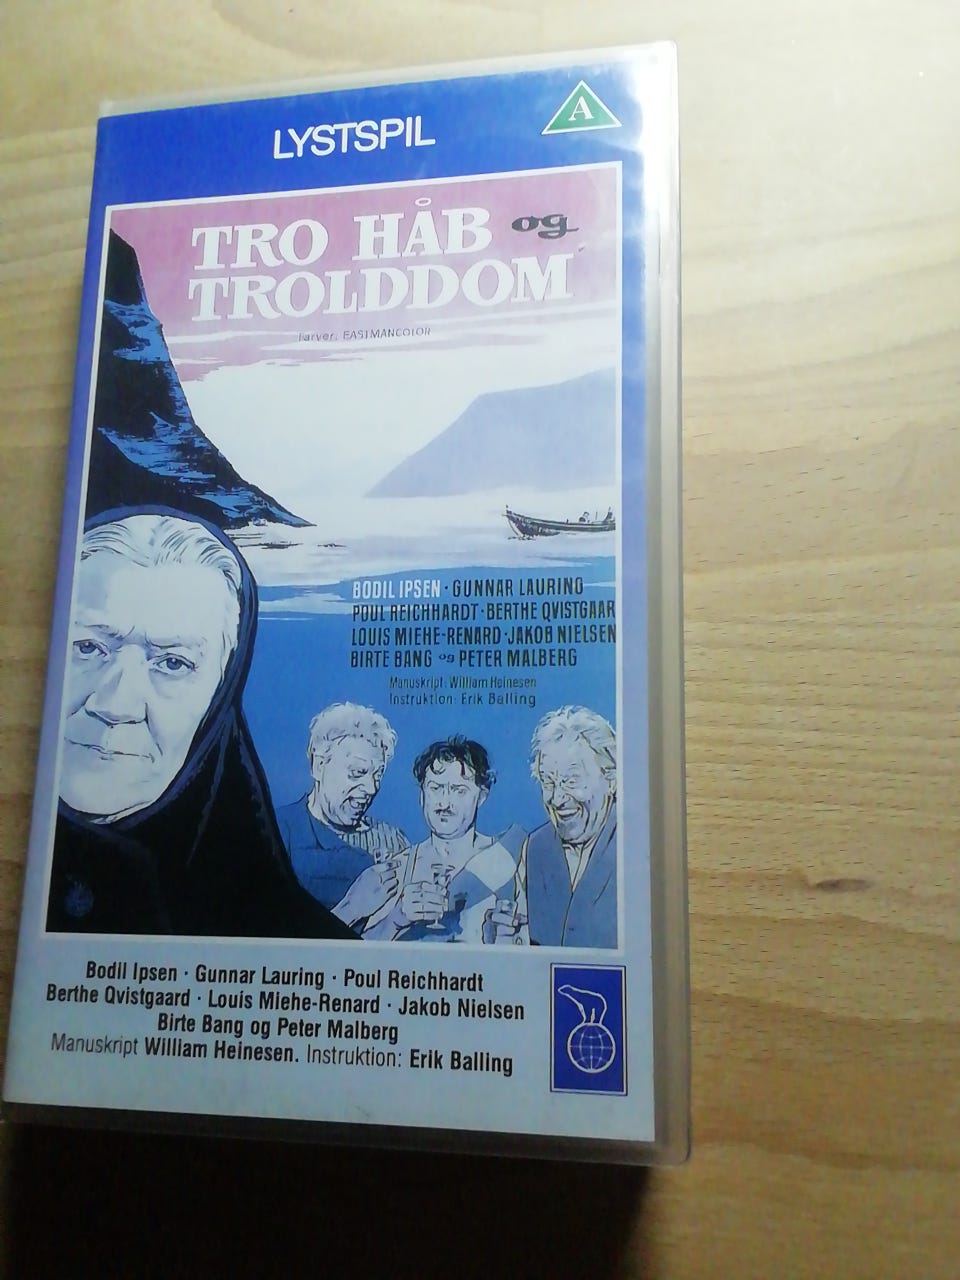 LYSTSPIL
A
TRO HÅB og
TROLDDOM
Farver: EASTMANCOLOR
BODIL IPSEN · GUNNAR LAURING
POUL REICHHARDT · BERTHE QVISTGAAR
LOUIS MIEHE-RENARD · JAKOB NIELSEN
BIRTE BANG og PETER MALBERG
Manuskript: William Heinesen
Instruktion: Erik Balling
Bodil Ipsen · Gunnar Lauring · Poul Reichhardt
Berthe Qvistgaard · Louis Miehe-Renard · Jakob Nielsen
Birte Bang og Peter Malberg
Manuskript William Heinesen. Instruktion: Erik Balling